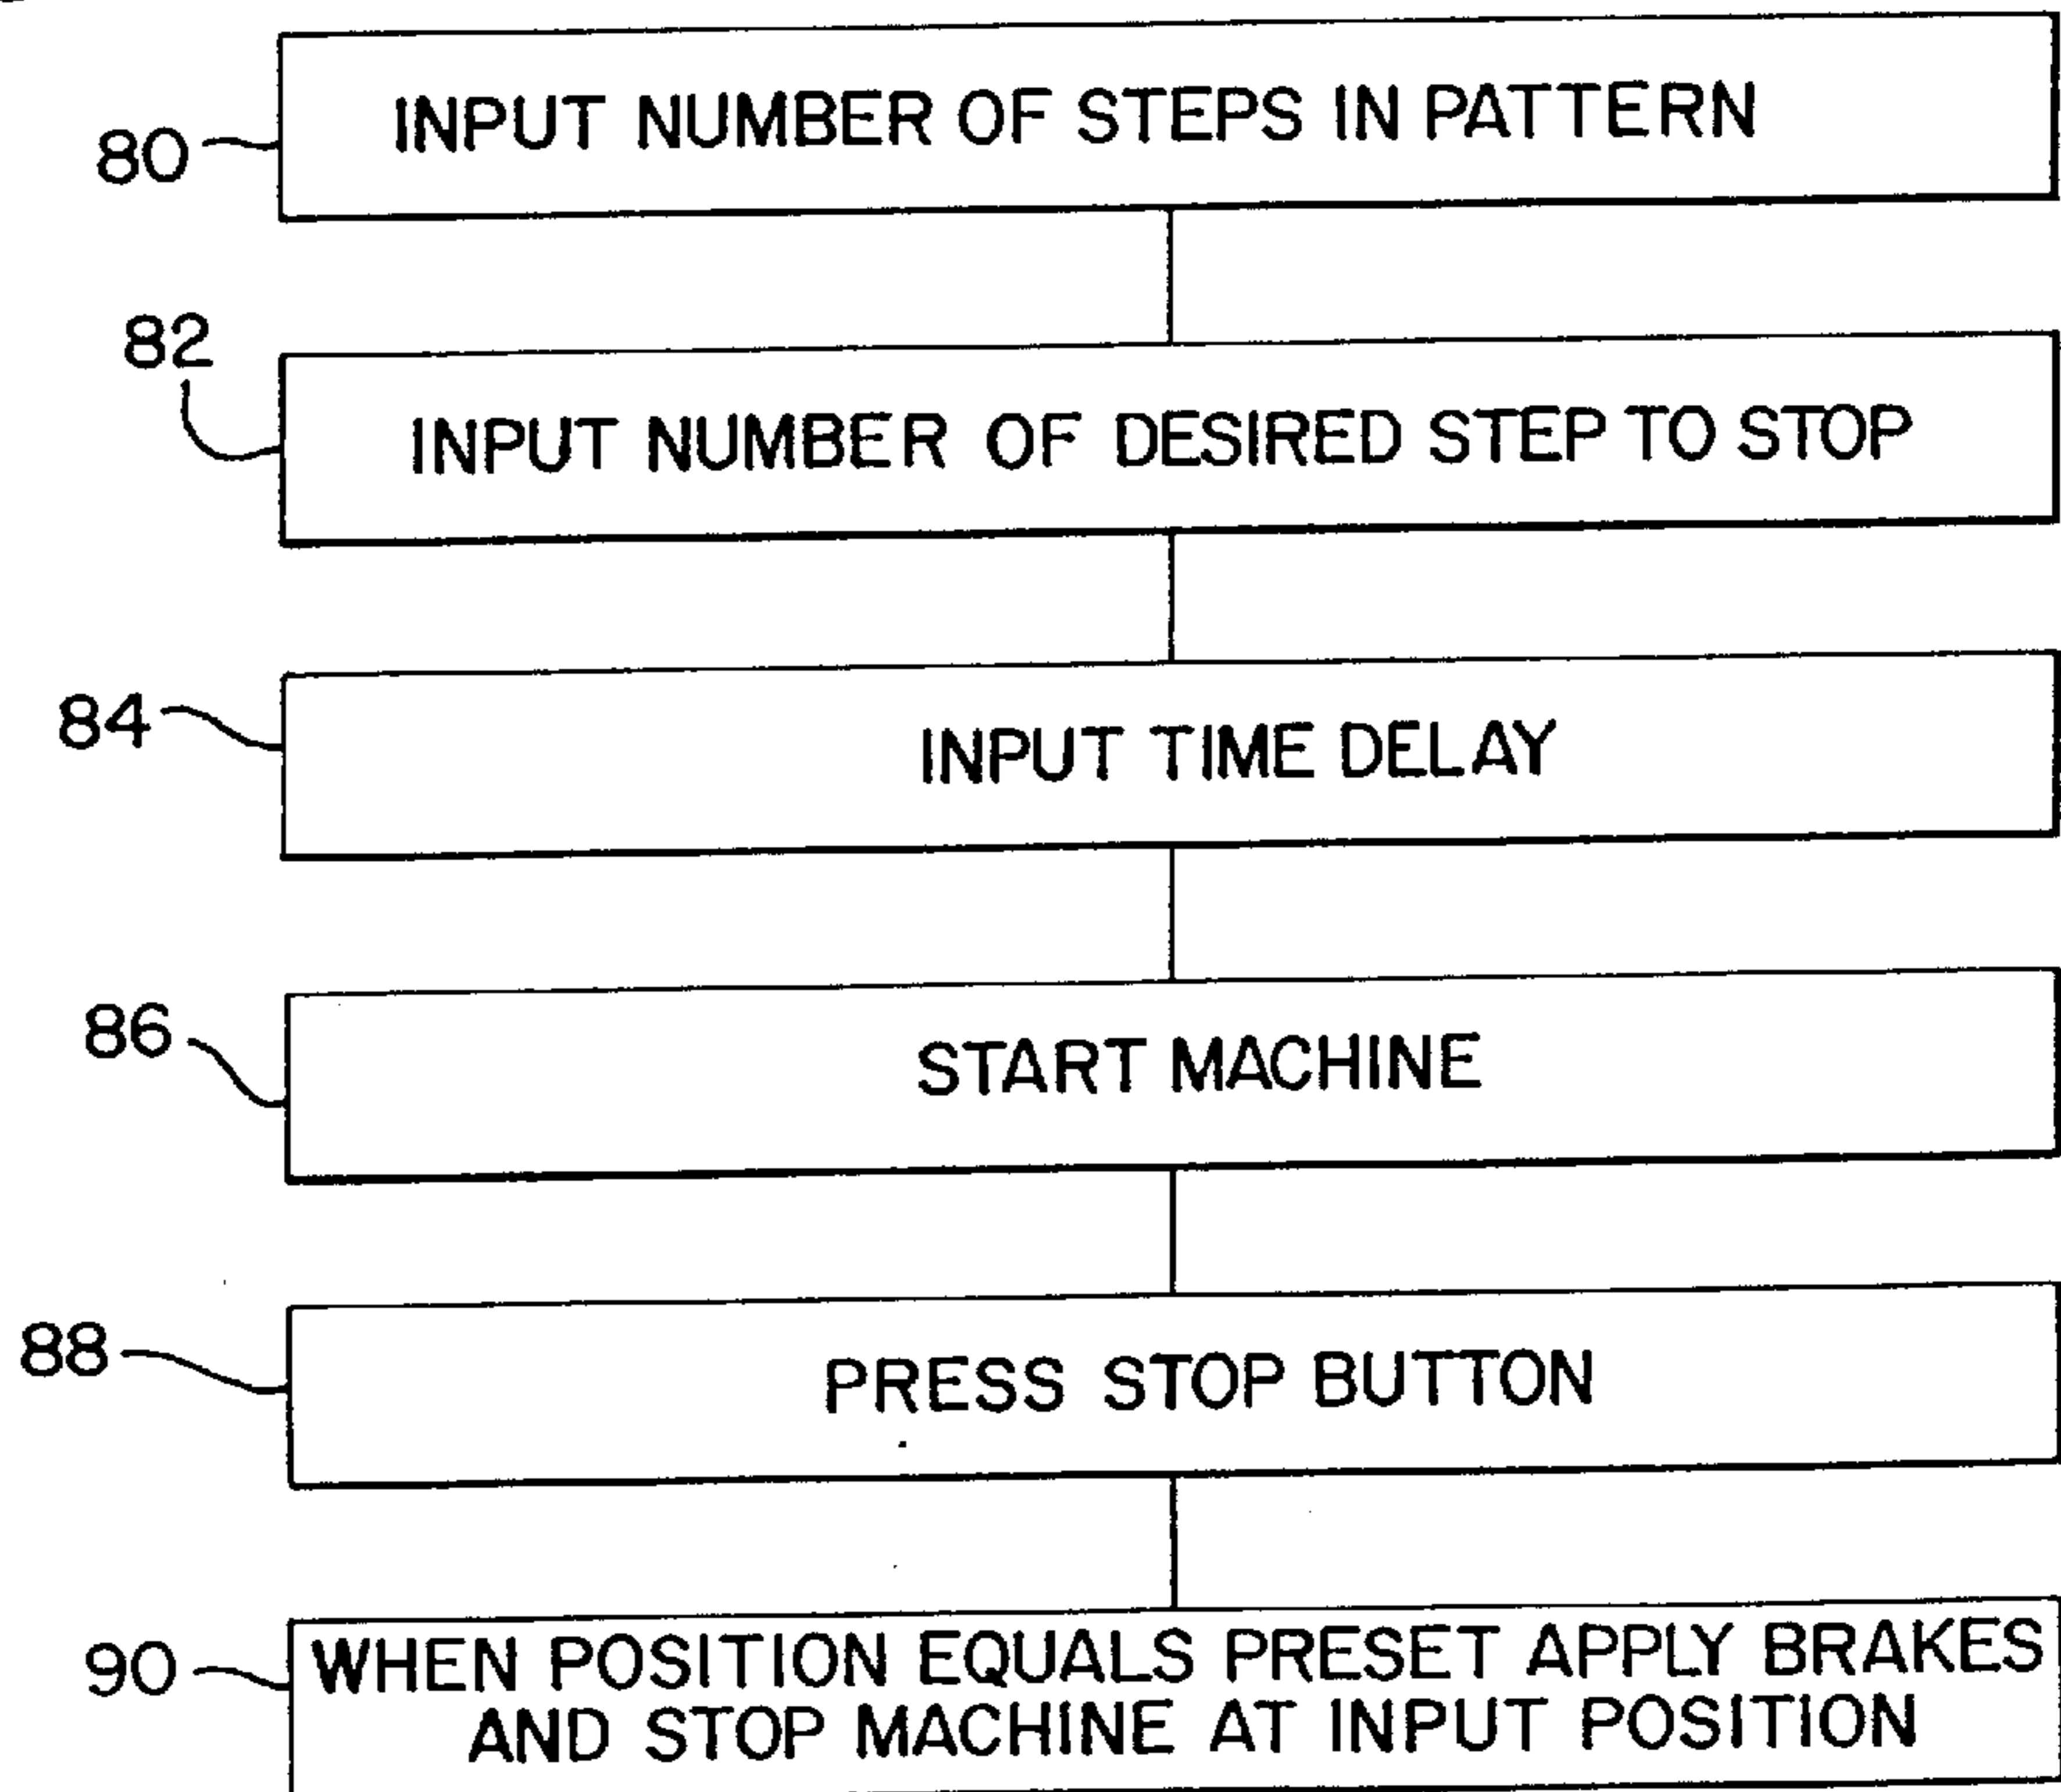 80 INPUT NUMBER OF STEPS IN PATTERN
82 INPUT NUMBER OF DESIRED STEP TO STOP
84 INPUT TIME DELAY
86 START MACHINE
88 PRESS STOP BUTTON
90 WHEN POSITION EQUALS PRESET APPLY BRAKES
AND STOP MACHINE AT INPUT POSITION